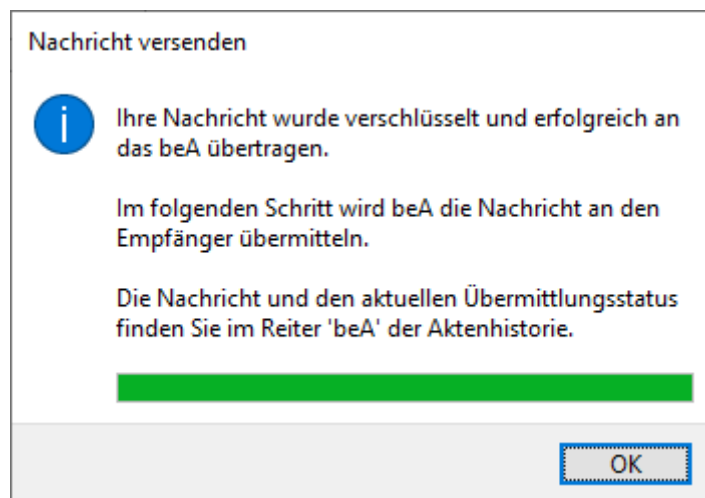 Nachricht versenden
Ihre Nachricht wurde verschlüsselt und erfolgreich an
das beA übertragen.
Im folgenden Schritt wird beA die Nachricht an den
Empfänger übermitteln.
Die Nachricht und den aktuellen Übermittlungsstatus
finden Sie im Reiter 'beA' der Aktenhistorie.
OK